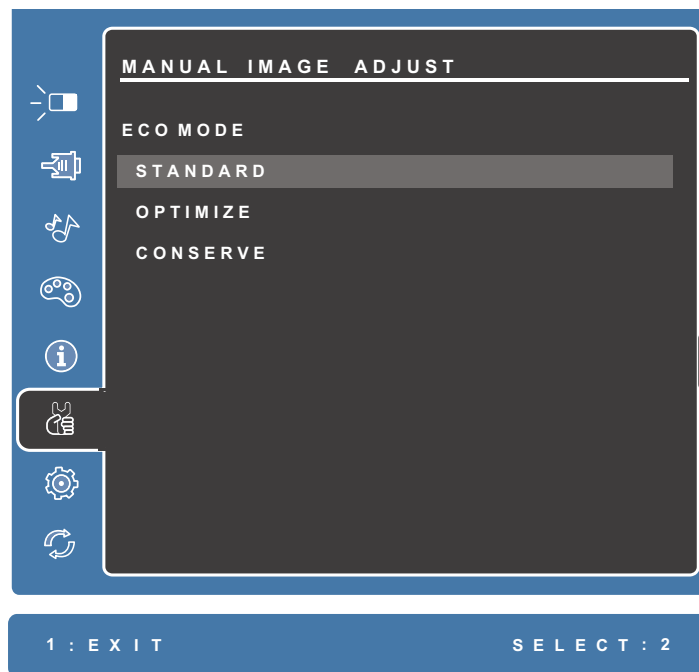 MANUAL IMAGE ADJUST
ECO MODE
STANDARD
OPTIMIZE
CONSERVE
1 : EXIT
SELECT : 2